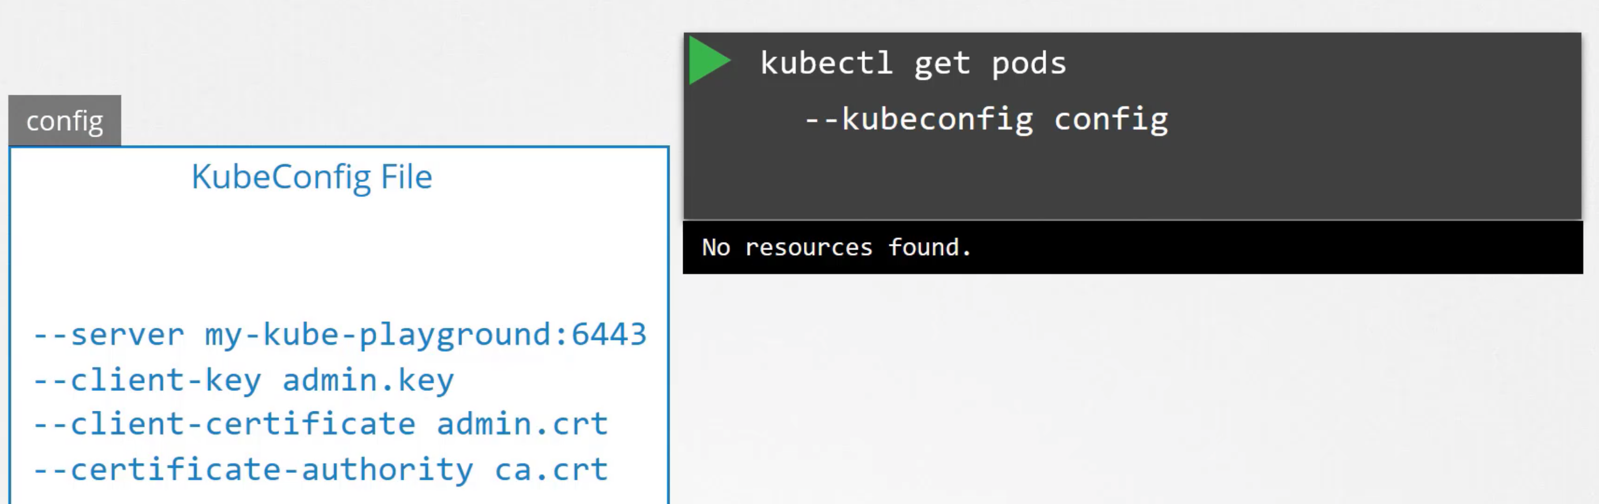 config
KubeConfig File
--server my-kube-playground:6443
--client-key admin.key
--client-certificate admin.crt
--certificate-authority ca.crt
kubectl get pods
--kubeconfig config
No resources found.